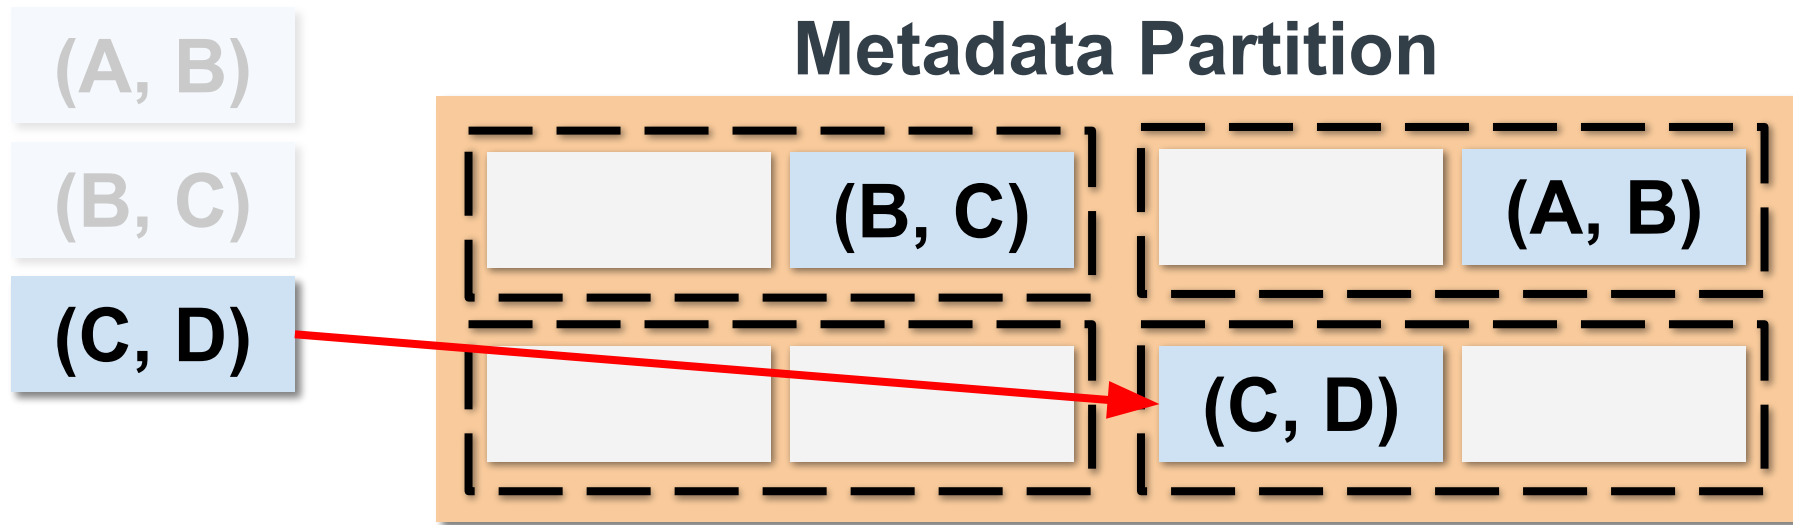 Metadata Partition
(A, B)
(B, C)
(C, D)
(B, C)
(A, B)
(C, D)